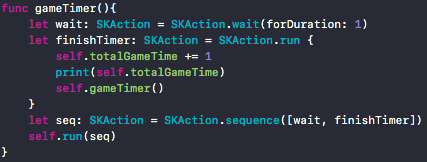 func gameTimer(){
let wait: SKAction = SKAction.wait(forDuration: 1)
let finishTimer: SKAction = SKAction.run {
self.totalGameTime += 1
print(self.totalGameTime)
self.gameTimer()
}
let seq: SKAction = SKAction.sequence([wait, finishTimer])
self.run(seq)
}